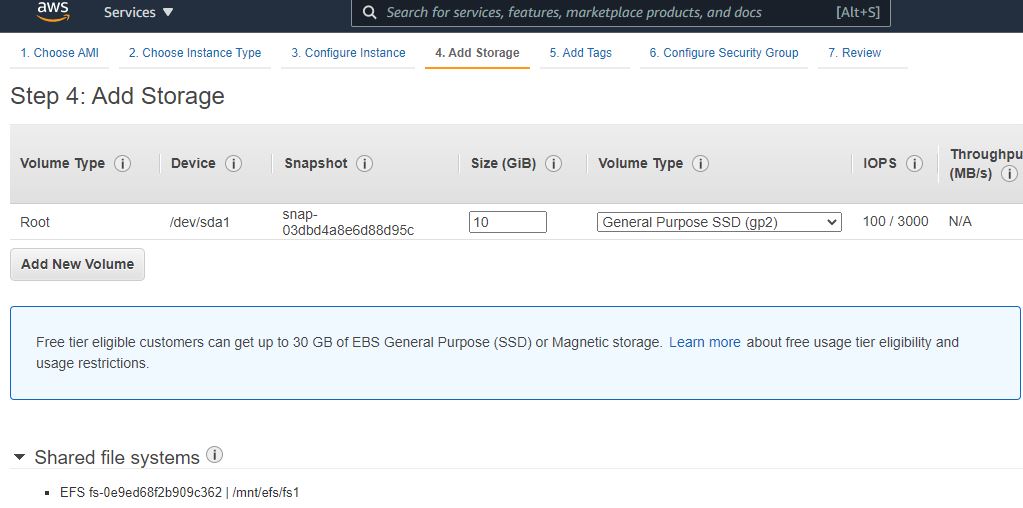 aws
Services ▼
Search for services, features, marketplace products, and docs [Alt+S]
1. Choose AMI 2. Choose Instance Type 3. Configure Instance 4. Add Storage 5. Add Tags 6. Configure Security Group 7. Review
Step 4: Add Storage
Volume Type i Device i Snapshot i Size (GiB) i Volume Type i IOPS i Throughpu
(MB/s) i
Root /dev/sda1 snap-
03dbd4a8e6d88d95c 10 General Purpose SSD (gp2) 100 / 3000 N/A
Add New Volume
Free tier eligible customers can get up to 30 GB of EBS General Purpose (SSD) or Magnetic storage. Learn more about free usage tier eligibility and
usage restrictions.
Shared file systems i
EFS fs-0e9ed68f2b909c362 | /mnt/efs/fs1